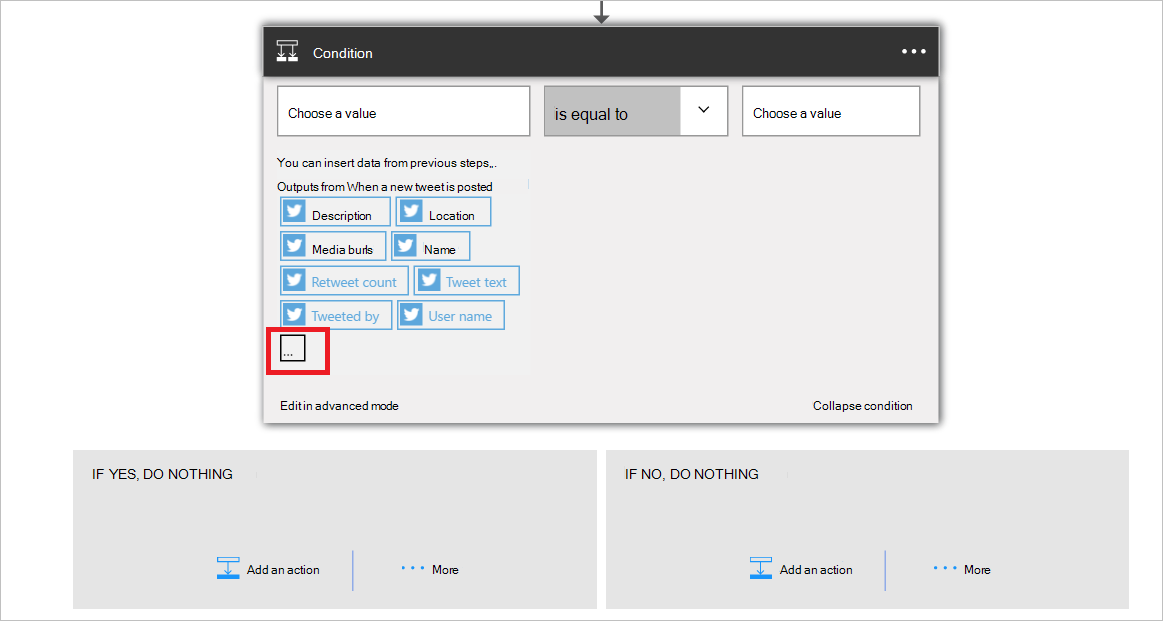 Condition
Choose a value
is equal to
Choose a value
You can insert data from previous steps,..
Outputs from When a new tweet is posted
Description
Location
Media burls
Name
Retweet count
Tweet text
Tweeted by
User name
...
Edit in advanced mode
Collapse condition
IF YES, DO NOTHING
IF NO, DO NOTHING
Add an action
More
Add an action
More